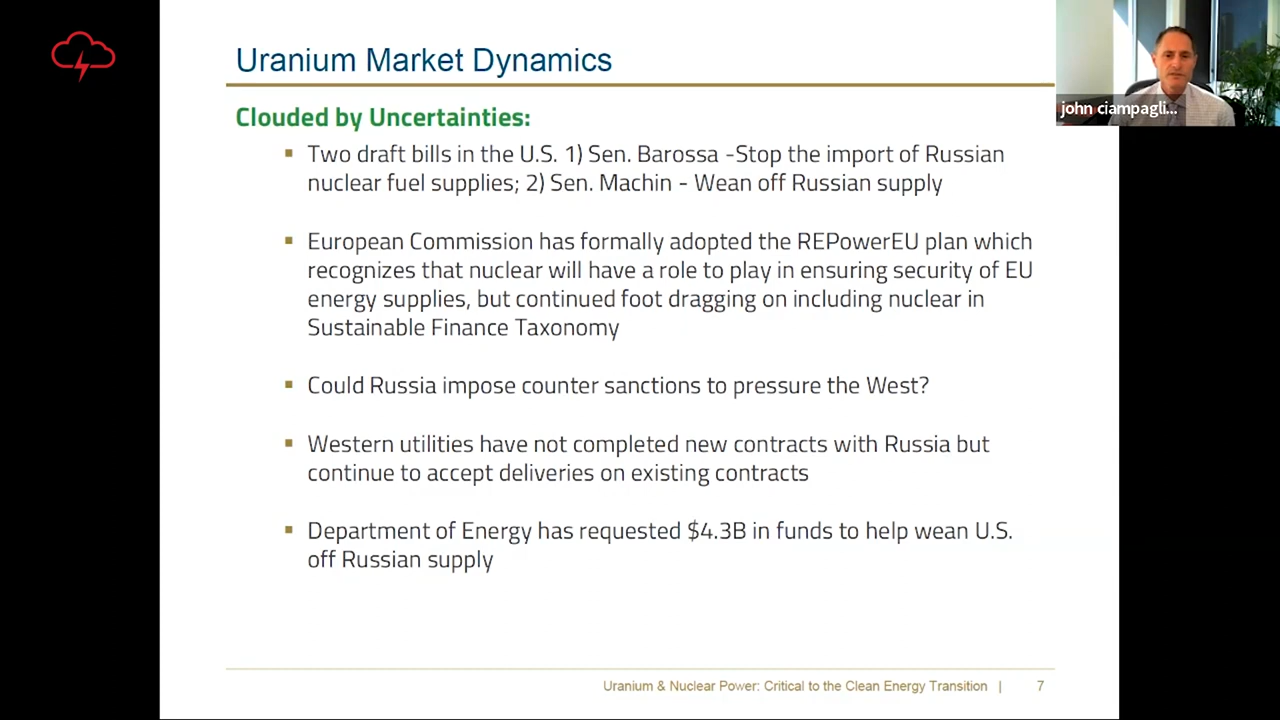 Uranium Market Dynamics
john ciampagli...
Clouded by Uncertainties:
▪ Two draft bills in the U.S. 1) Sen. Barossa -Stop the import of Russian
nuclear fuel supplies; 2) Sen. Machin - Wean off Russian supply
▪ European Commission has formally adopted the REPowerEU plan which
recognizes that nuclear will have a role to play in ensuring security of EU
energy supplies, but continued foot dragging on including nuclear in
Sustainable Finance Taxonomy
▪ Could Russia impose counter sanctions to pressure the West?
▪ Western utilities have not completed new contracts with Russia but
continue to accept deliveries on existing contracts
▪ Department of Energy has requested $4.3B in funds to help wean U.S.
off Russian supply
Uranium & Nuclear Power: Critical to the Clean Energy Transition | 7